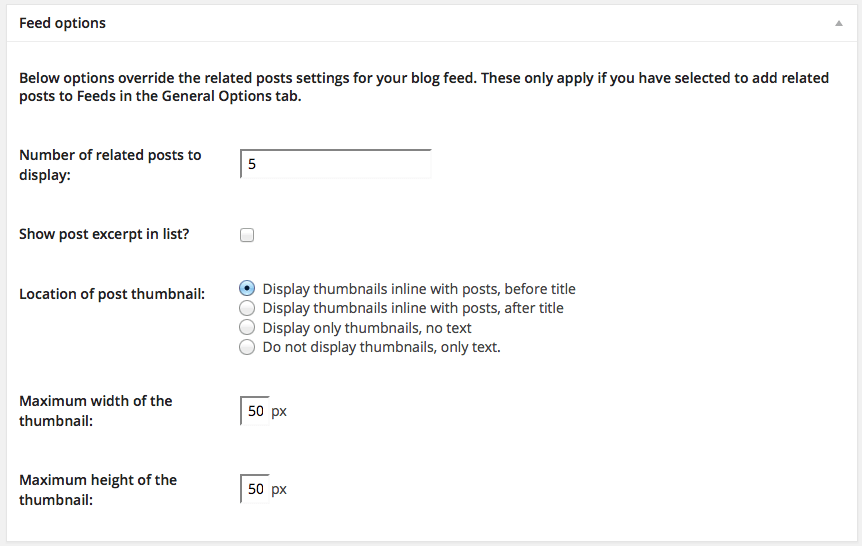 Feed options
Below options override the related posts settings for your blog feed. These only apply if you have selected to add related
posts to Feeds in the General Options tab.
Number of related posts to
display:
5
Show post excerpt in list?
Location of post thumbnail:
Display thumbnails inline with posts, before title
Display thumbnails inline with posts, after title
Display only thumbnails, no text
Do not display thumbnails, only text.
Maximum width of the
thumbnail:
50 px
Maximum height of the
thumbnail:
50 px